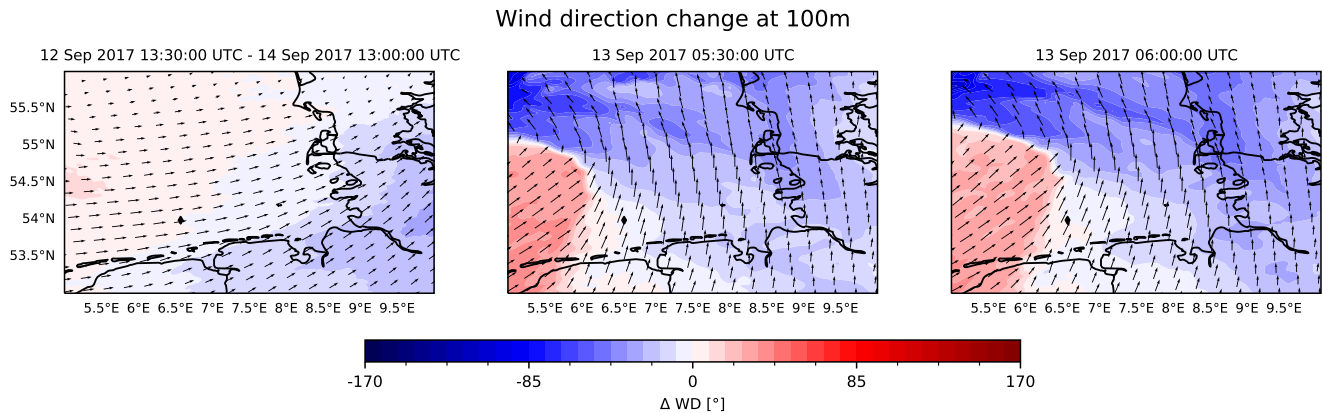 Wind direction change at 100m
12 Sep 2017 13:30:00 UTC - 14 Sep 2017 13:00:00 UTC
13 Sep 2017 05:30:00 UTC
13 Sep 2017 06:00:00 UTC
55.5°N
55°N
54.5°N
54°N
53.5°N
5.5°E 6°E 6.5°E 7°E 7.5°E 8°E 8.5°E 9°E 9.5°E
5.5°E 6°E 6.5°E 7°E 7.5°E 8°E 8.5°E 9°E 9.5°E
5.5°E 6°E 6.5°E 7°E 7.5°E 8°E 8.5°E 9°E 9.5°E
-170 -85 0 85 170
Δ WD [°]